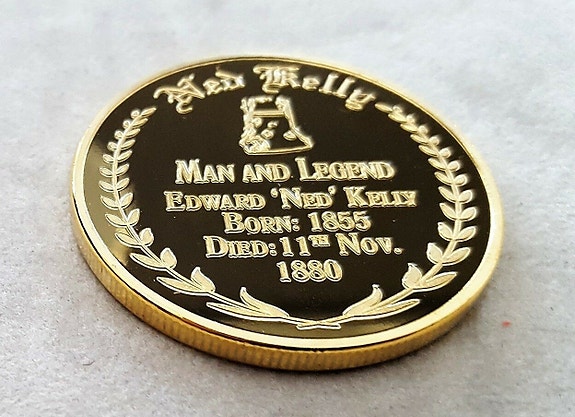 Ned Kelly
MAN AND LEGEND
EDWARD 'NED' KELLY
BORN: 1855
DIED: 11TH NOV.
1880